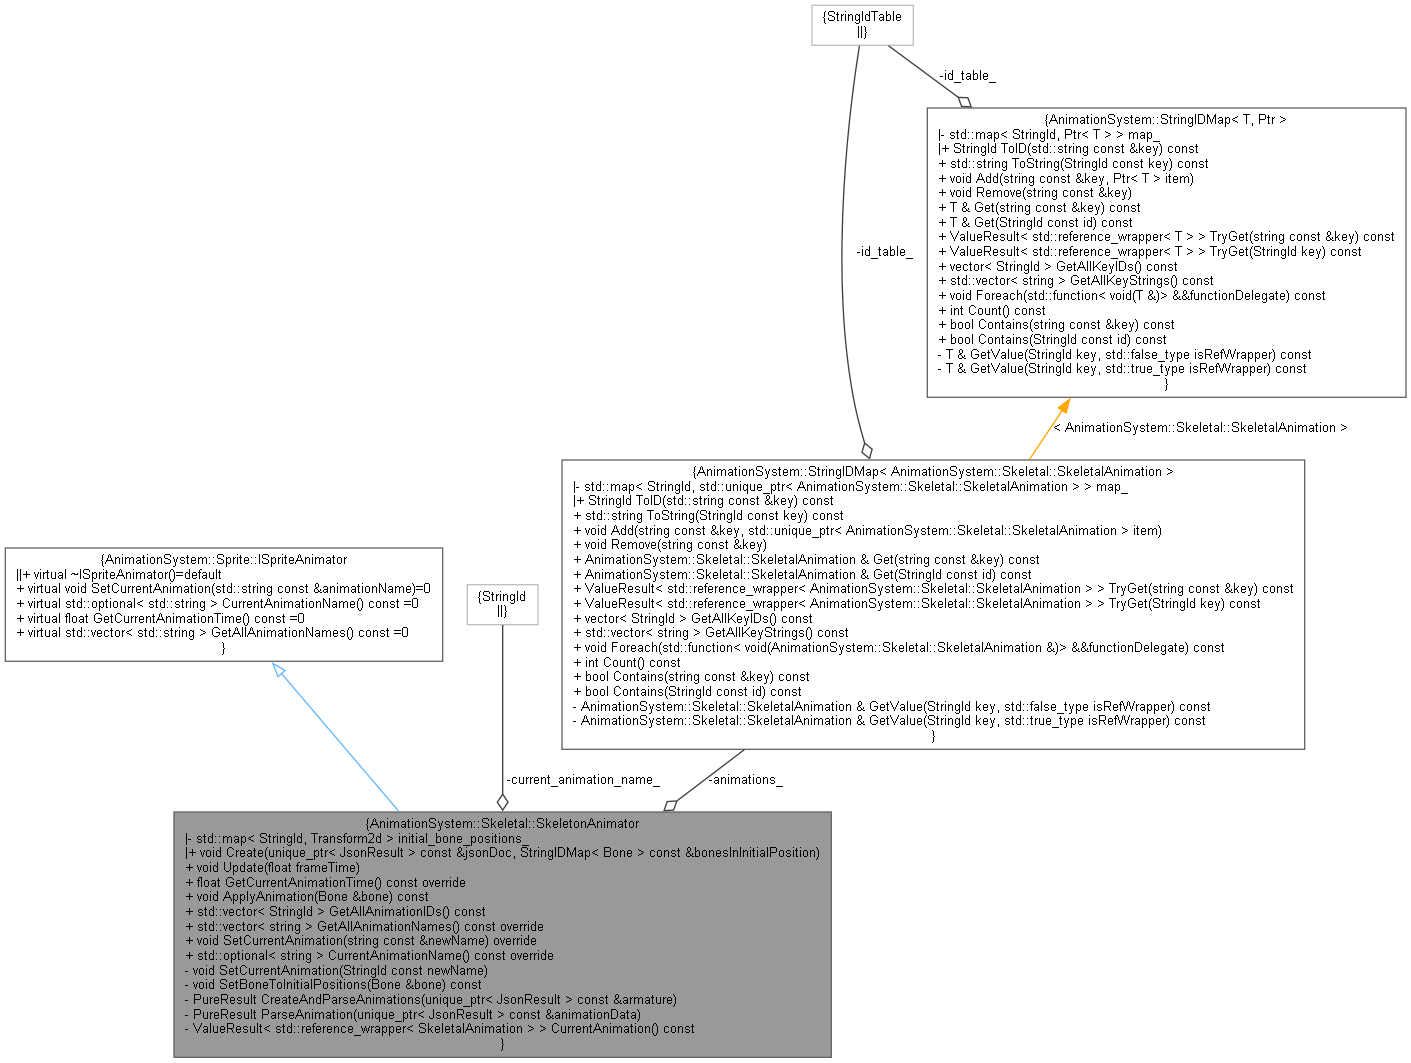 {StringIdTable
||}
-id_table_
{AnimationSystem::StringIDMap< T, Ptr >
|- std::map< StringId, Ptr< T > > map_
|+ StringId ToID(std::string const &key) const
+ std::string ToString(StringId const key) const
+ void Add(string const &key, Ptr< T > item)
+ void Remove(string const &key)
+ T & Get(string const &key) const
+ T & Get(StringId const id) const
+ ValueResult< std::reference_wrapper< T > > TryGet(string const &key) const
+ ValueResult< std::reference_wrapper< T > > TryGet(StringId key) const
+ vector< StringId > GetAllKeyIDs() const
+ std::vector< string > GetAllKeyStrings() const
+ void Foreach(std::function< void(T &)> &&functionDelegate) const
+ int Count() const
+ bool Contains(string const &key) const
+ bool Contains(StringId const id) const
- T & GetValue(StringId key, std::false_type isRefWrapper) const
- T & GetValue(StringId key, std::true_type isRefWrapper) const
}
-id_table_
< AnimationSystem::Skeletal::SkeletalAnimation >
{AnimationSystem::StringIDMap< AnimationSystem::Skeletal::SkeletalAnimation >
|- std::map< StringId, std::unique_ptr< AnimationSystem::Skeletal::SkeletalAnimation > > map_
|+ StringId ToID(std::string const &key) const
+ std::string ToString(StringId const key) const
+ void Add(string const &key, std::unique_ptr< AnimationSystem::Skeletal::SkeletalAnimation > item)
+ void Remove(string const &key)
+ AnimationSystem::Skeletal::SkeletalAnimation & Get(string const &key) const
+ AnimationSystem::Skeletal::SkeletalAnimation & Get(StringId const id) const
+ ValueResult< std::reference_wrapper< AnimationSystem::Skeletal::SkeletalAnimation > > TryGet(string const &key) const
+ ValueResult< std::reference_wrapper< AnimationSystem::Skeletal::SkeletalAnimation > > TryGet(StringId key) const
+ vector< StringId > GetAllKeyIDs() const
+ std::vector< string > GetAllKeyStrings() const
+ void Foreach(std::function< void(AnimationSystem::Skeletal::SkeletalAnimation &)> &&functionDelegate) const
+ int Count() const
+ bool Contains(string const &key) const
+ bool Contains(StringId const id) const
- AnimationSystem::Skeletal::SkeletalAnimation & GetValue(StringId key, std::false_type isRefWrapper) const
- AnimationSystem::Skeletal::SkeletalAnimation & GetValue(StringId key, std::true_type isRefWrapper) const
}
{AnimationSystem::Sprite::ISpriteAnimator
||+ virtual ~ISpriteAnimator()=default
+ virtual void SetCurrentAnimation(std::string const &animationName)=0
+ virtual std::optional< std::string > CurrentAnimationName() const =0
+ virtual float GetCurrentAnimationTime() const =0
+ virtual std::vector< std::string > GetAllAnimationNames() const =0
}
{StringId
||}
-current_animation_name_
-animations_
{AnimationSystem::Skeletal::SkeletonAnimator
|- std::map< StringId, Transform2d > initial_bone_positions_
|+ void Create(unique_ptr< JsonResult > const &jsonDoc, StringIDMap< Bone > const &bonesInInitialPosition)
+ void Update(float frameTime)
+ float GetCurrentAnimationTime() const override
+ void ApplyAnimation(Bone &bone) const
+ std::vector< StringId > GetAllAnimationIDs() const
+ std::vector< string > GetAllAnimationNames() const override
+ void SetCurrentAnimation(string const &newName) override
+ std::optional< string > CurrentAnimationName() const override
- void SetCurrentAnimation(StringId const newName)
- void SetBoneToInitialPositions(Bone &bone) const
- PureResult CreateAndParseAnimations(unique_ptr< JsonResult > const &armature)
- PureResult ParseAnimation(unique_ptr< JsonResult > const &animationData)
- ValueResult< std::reference_wrapper< SkeletalAnimation > > CurrentAnimation() const
}